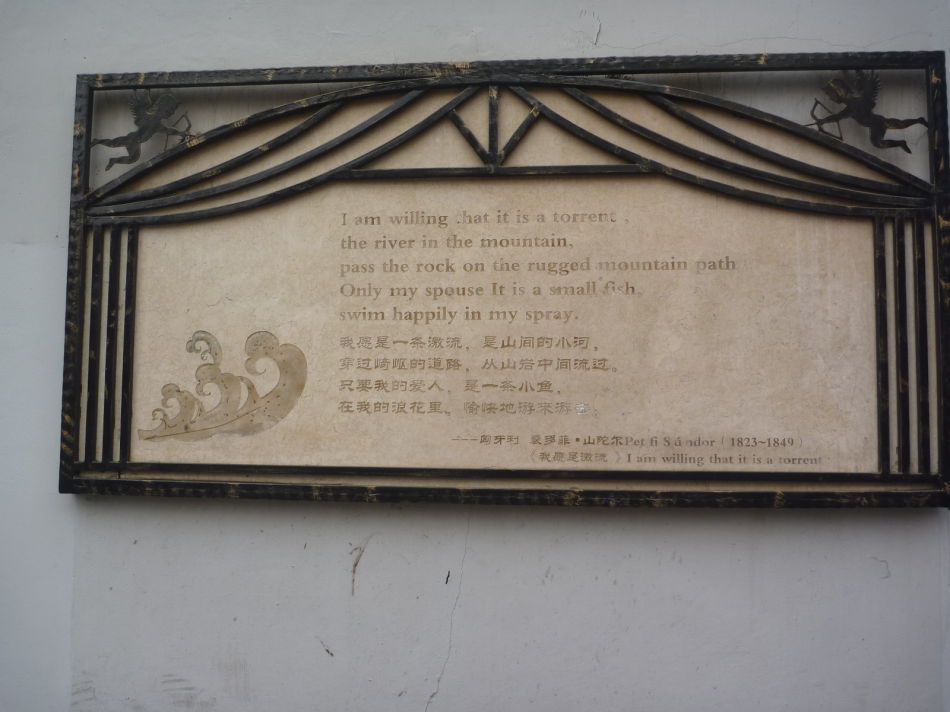 I am willing that it is a torrent ,
the river in the mountain,
pass the rock on the rugged mountain path
Only my spouse It is a small fish,
swim happily in my spray.
我愿是一条激流，是山间的小河，
穿过崎岖的道路，从山岩中间流过。
只要我的爱人，是一条小鱼，
在我的浪花里，愉快地游来游去。
---匈牙利 裴多菲•山陀尔Pet fi Sándor（1823~1849）
《我愿是激流 》I am willing that it is a torrent